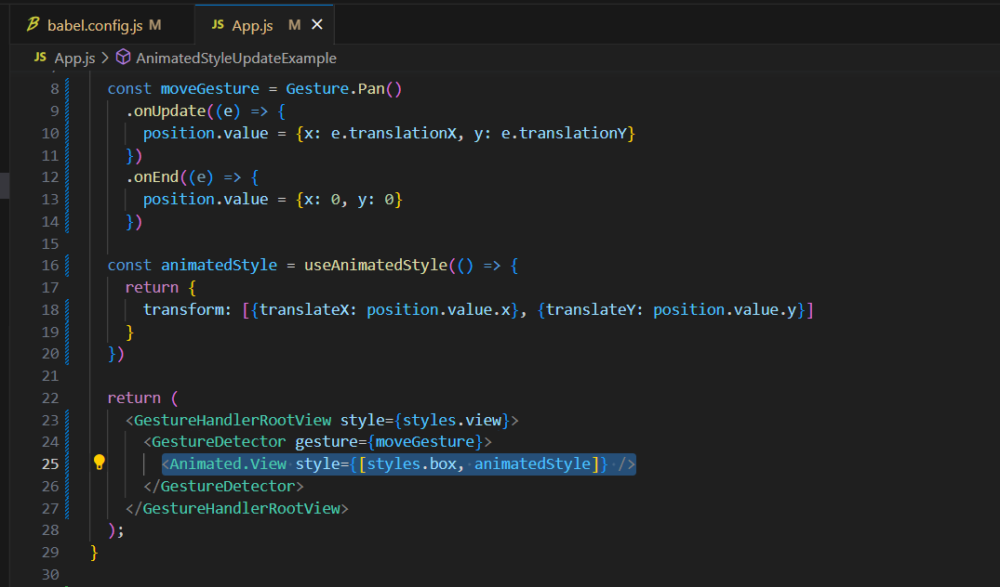 babel.config.js M
JS App.js M
JS App.js > AnimatedStyleUpdateExample
8 const moveGesture = Gesture.Pan()
9 .onUpdate((e) => {
10 position.value = {x: e.translationX, y: e.translationY}
11 })
12 .onEnd((e) => {
13 position.value = {x: 0, y: 0}
14 })
15
16 const animatedStyle = useAnimatedStyle(() => {
17 return {
18 transform: [{translateX: position.value.x}, {translateY: position.value.y}]
19 }
20 })
21
22 return (
23 <GestureHandlerRootView style={styles.view}>
24 <GestureDetector gesture={moveGesture}>
25 <Animated.View style={[styles.box, animatedStyle]} />
26 </GestureDetector>
27 </GestureHandlerRootView>
28 );
29 }
30